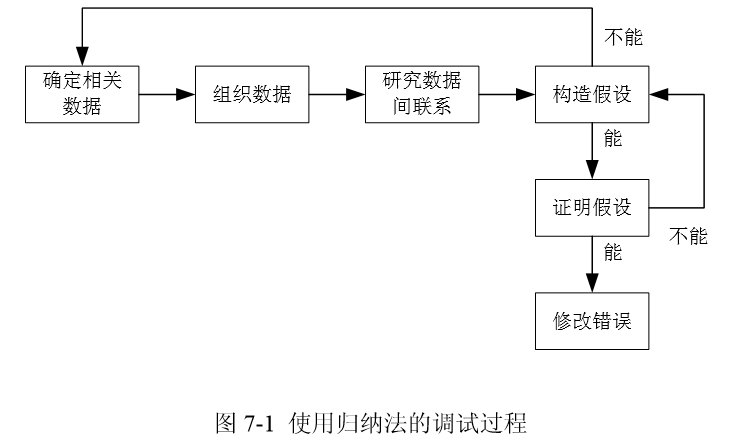 不能
确定相关
数据
组织数据
研究数据
间联系
构造假设
能
证明假设
不能
能
修改错误
图 7-1 使用归纳法的调试过程